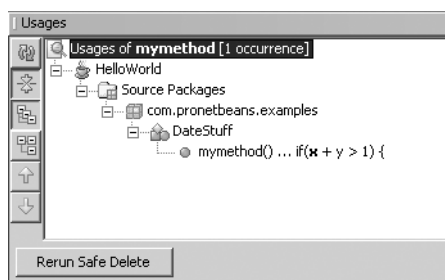 Usages
Usages of mymethod [1 occurrence]
HelloWorld
Source Packages
com.pronetbeans.examples
DateStuff
mymethod() ... if(x + y > 1) {
Rerun Safe Delete